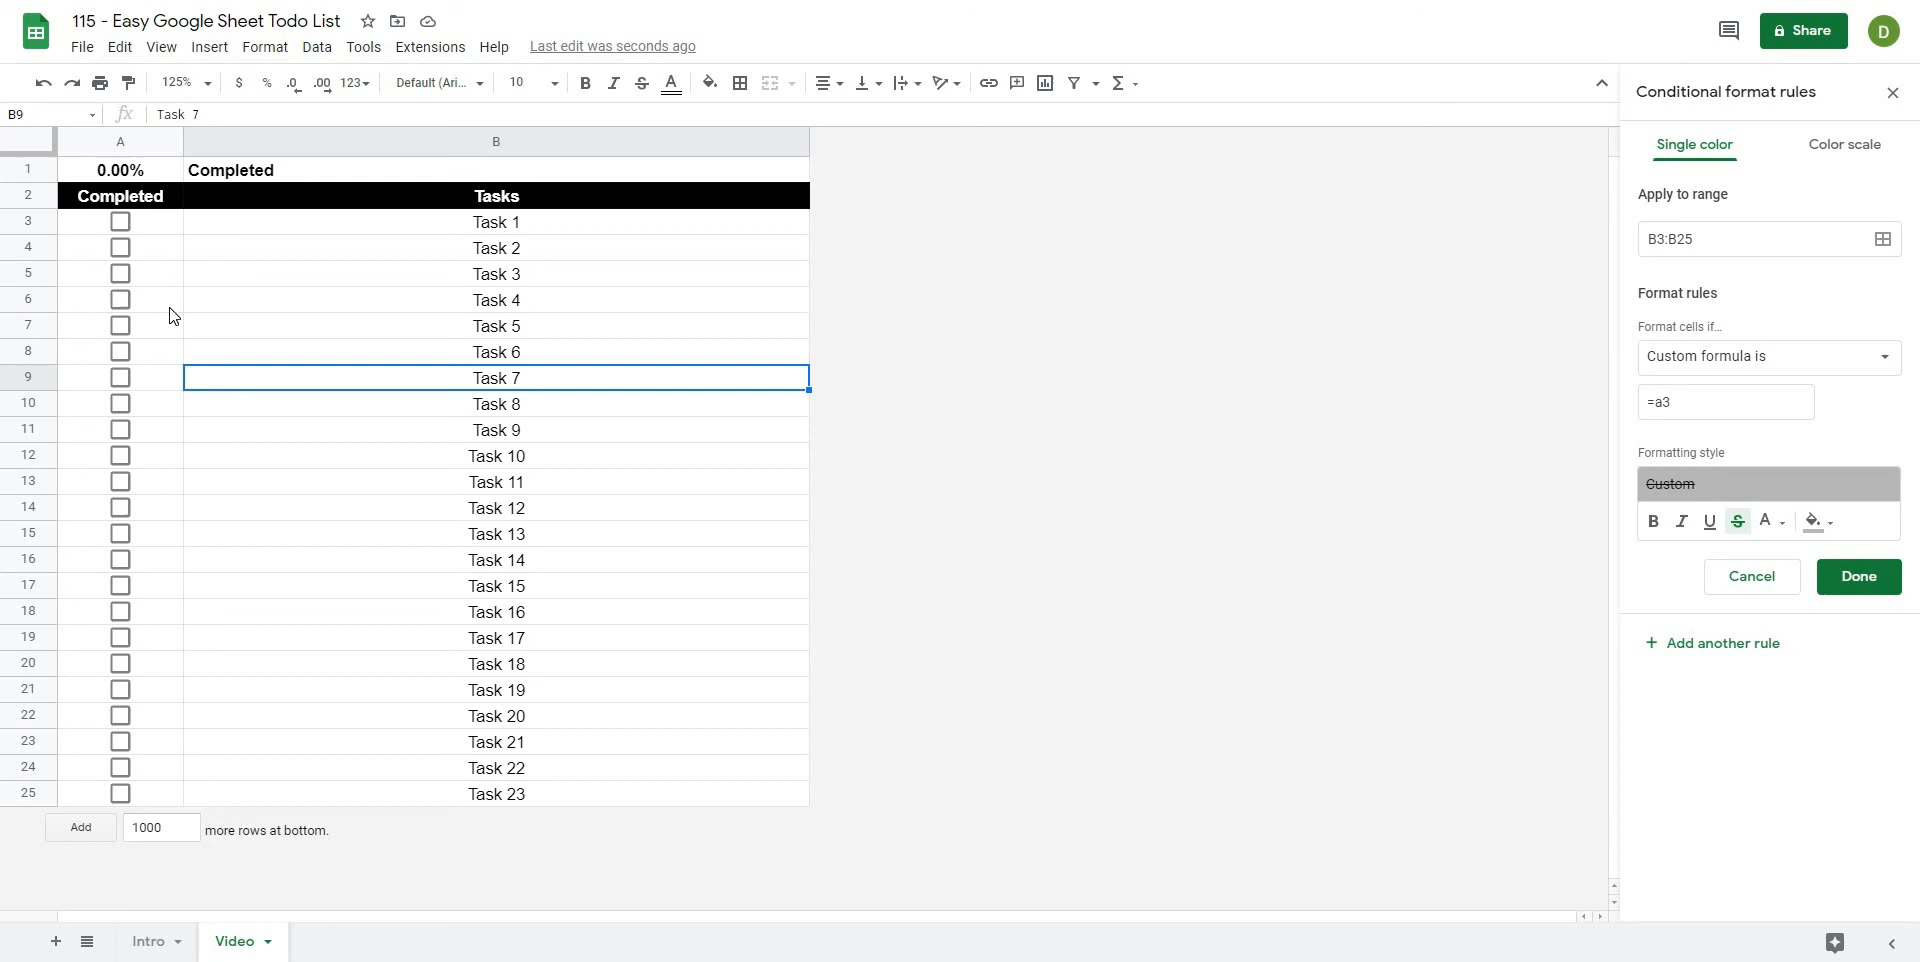 115 - Easy Google Sheet Todo List
File Edit View Insert Format Data Tools Extensions Help Last edit was seconds ago
Share
D
125% $ % .0 .00 123 Default (Ari... 10 B I S A
B9 fx Task 7
A B
1 0.00% Completed
2 Completed Tasks
3 Task 1
4 Task 2
5 Task 3
6 Task 4
7 Task 5
8 Task 6
9 Task 7
10 Task 8
11 Task 9
12 Task 10
13 Task 11
14 Task 12
15 Task 13
16 Task 14
17 Task 15
18 Task 16
19 Task 17
20 Task 18
21 Task 19
22 Task 20
23 Task 21
24 Task 22
25 Task 23
Add 1000 more rows at bottom.
Intro Video
Conditional format rules
Single color Color scale
Apply to range
B3:B25
Format rules
Format cells if...
Custom formula is
=a3
Formatting style
Custom
B I U S A
Cancel Done
+ Add another rule